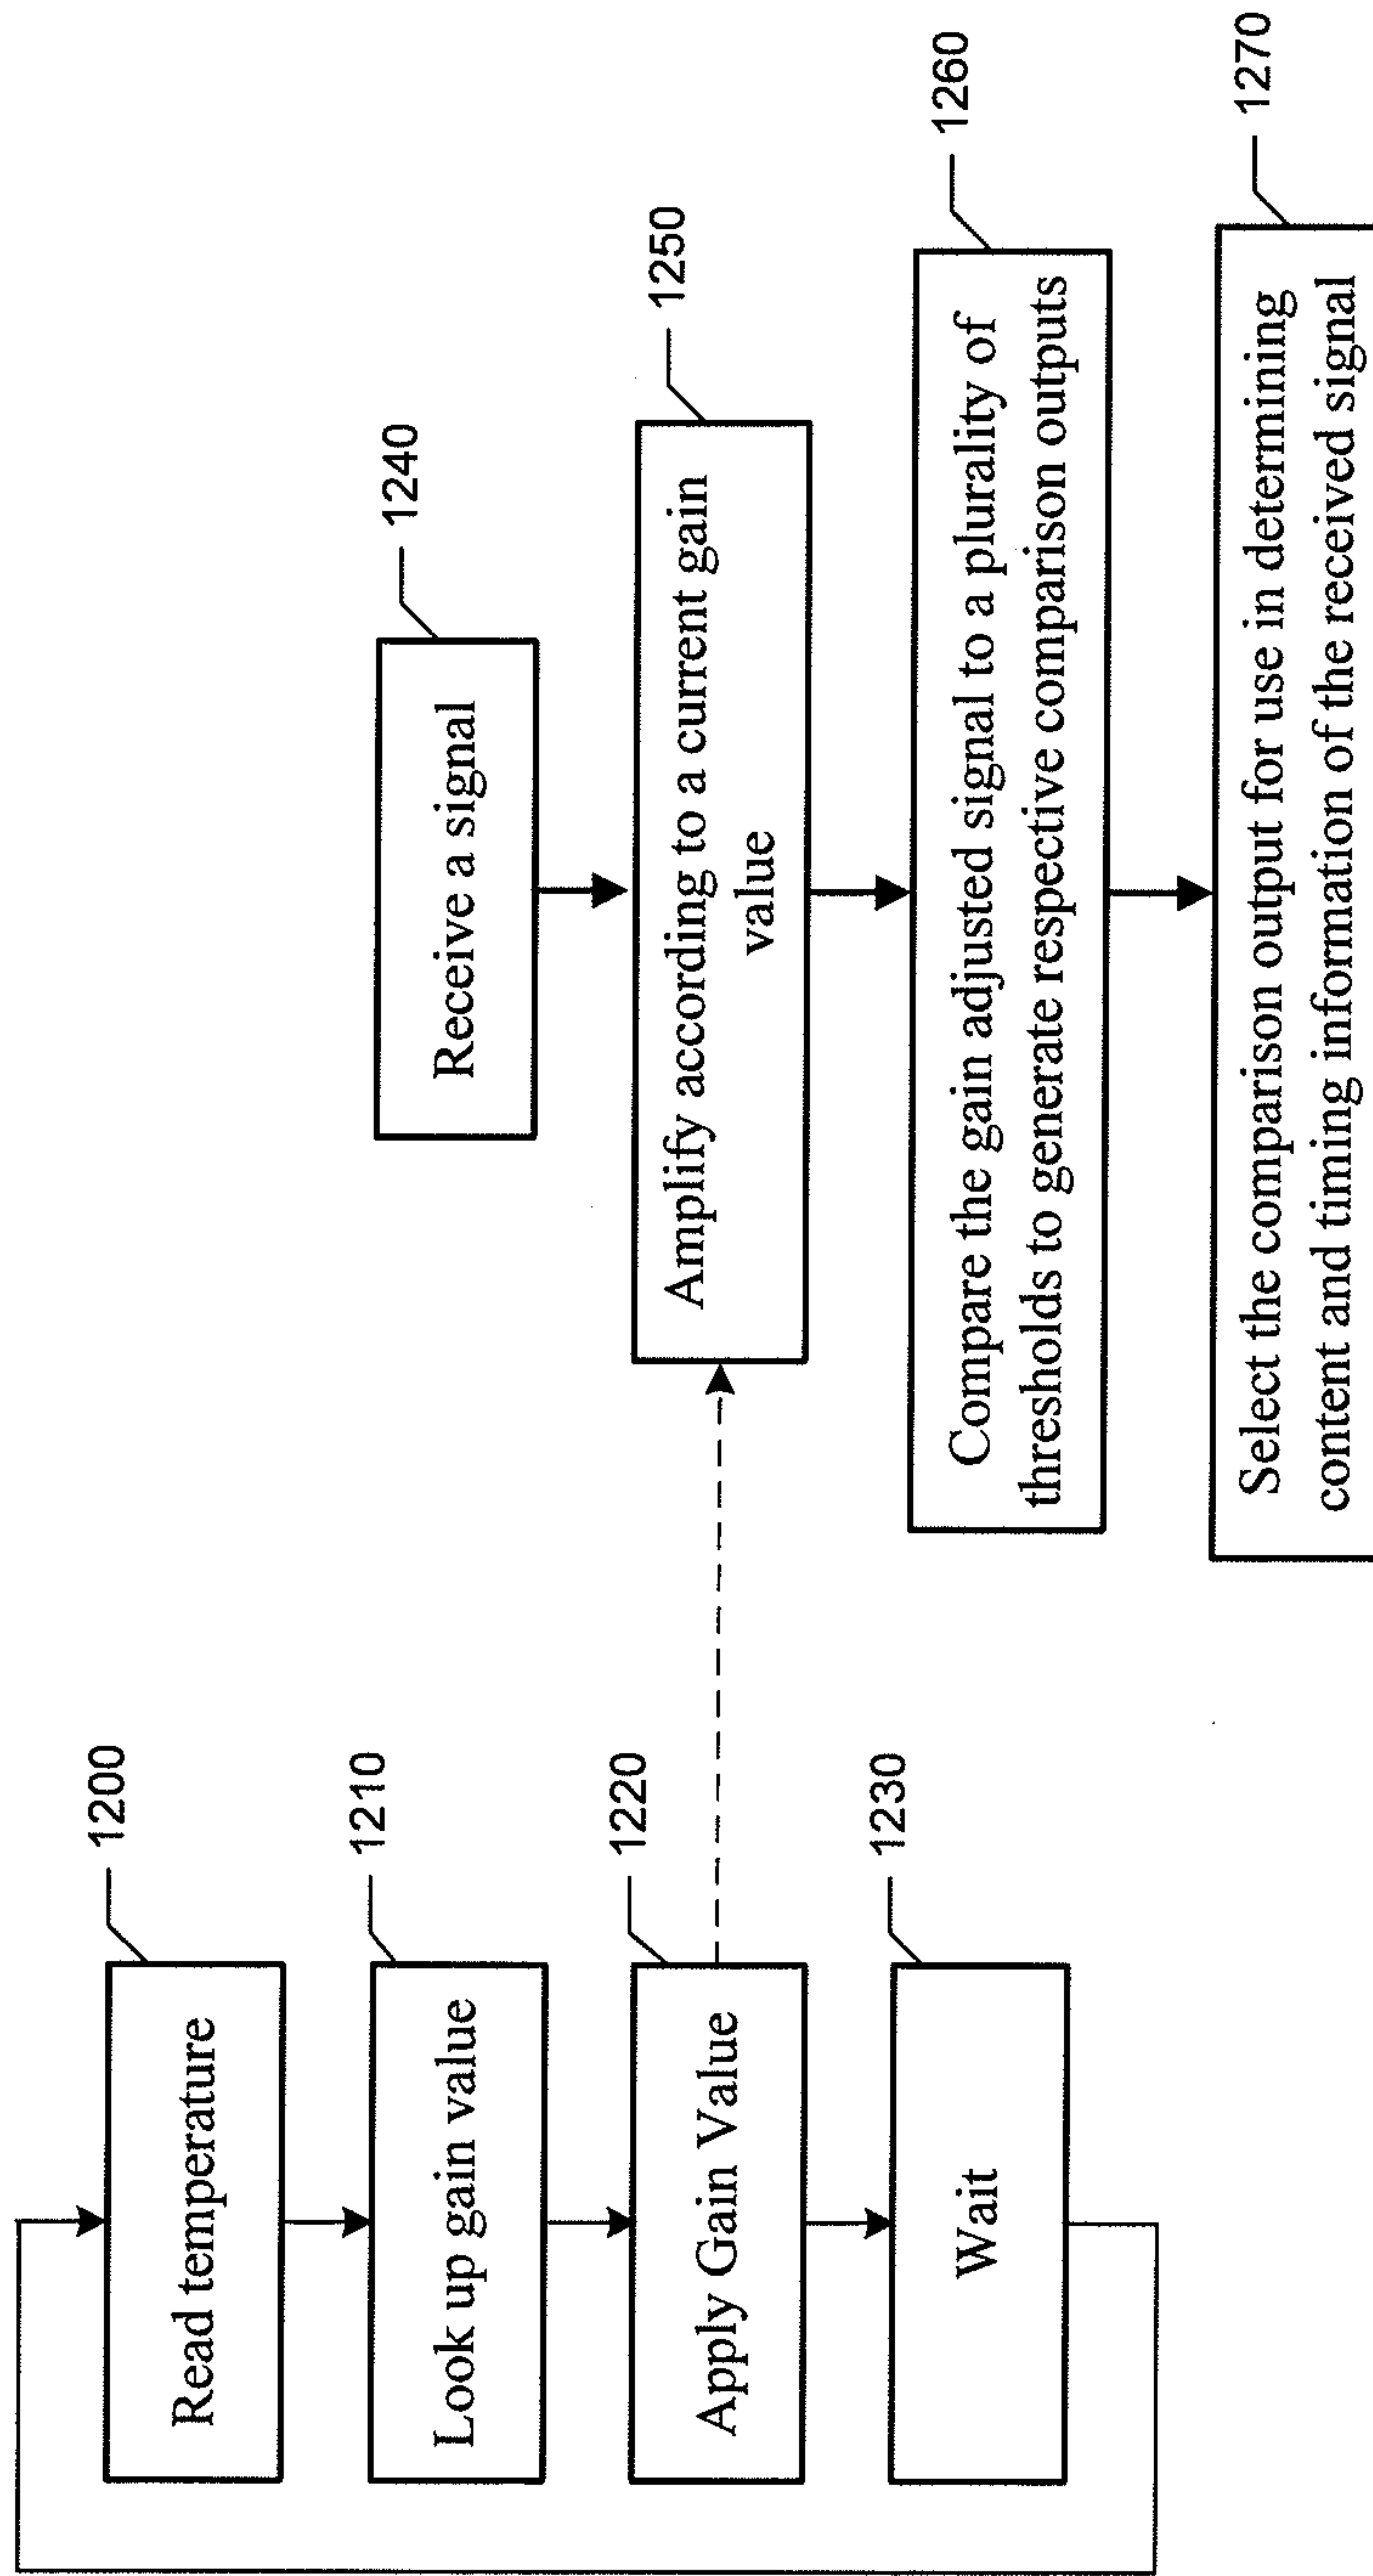 1200
Read temperature
1210
Look up gain value
1220
Apply Gain Value
1230
Wait
1240
Receive a signal
1250
Amplify according to a current gain
value
1260
Compare the gain adjusted signal to a plurality of
thresholds to generate respective comparison outputs
1270
Select the comparison output for use in determining
content and timing information of the received signal